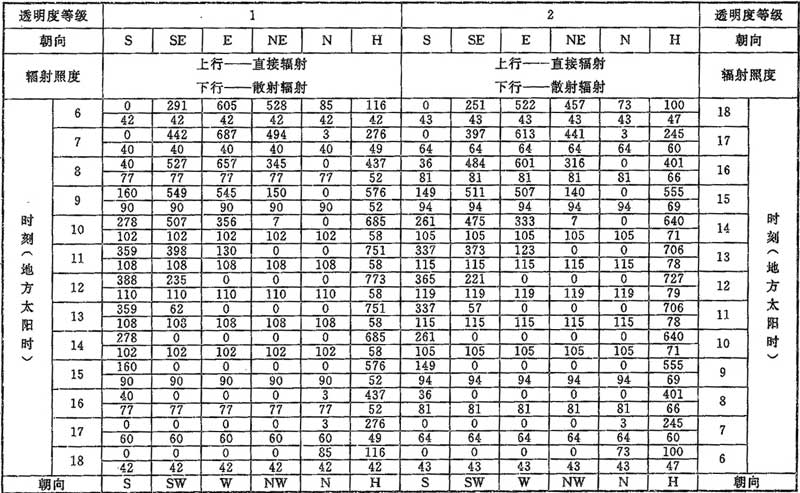 透明度等级 1 2 透明度等级
朝向 S SE E NE N H S SE E NE N H 朝向
辐射照度 上行——直接辐射 上行——直接辐射 辐射照度
下行——散射辐射 下行——散射辐射
时刻(地方太阳时) 6 0 291 605 528 85 116 0 251 522 457 73 100 18 时刻(地方太阳时)
42 42 42 42 42 42 43 43 43 43 43 47
7 0 442 687 494 3 276 0 397 613 441 3 245 17
40 40 40 40 40 49 64 64 64 64 64 60
8 40 527 657 345 0 437 36 484 601 316 0 401 16
77 77 77 77 77 52 81 81 81 81 81 66
9 160 549 545 150 0 576 149 511 507 140 0 555 15
90 90 90 90 90 52 94 94 94 94 94 69
10 278 507 356 7 0 685 261 475 333 7 0 640 14
102 102 102 102 102 58 105 105 105 105 105 71
11 359 398 130 0 0 751 337 373 123 0 0 706 13
108 108 108 108 108 58 115 115 115 115 115 78
12 388 235 0 0 0 773 365 221 0 0 0 727 12
110 110 110 110 110 58 119 119 119 119 119 79
13 359 62 0 0 0 751 337 57 0 0 0 706 11
108 108 108 108 108 58 115 115 115 115 115 78
14 278 0 0 0 0 685 261 0 0 0 0 640 10
102 102 102 102 102 58 105 105 105 105 105 71
15 160 0 0 0 0 576 149 0 0 0 0 555 9
90 90 90 90 90 52 94 94 94 94 94 69
16 40 0 0 0 3 437 36 0 0 0 0 401 8
77 77 77 77 77 52 81 81 81 81 81 66
17 0 0 0 0 3 276 0 0 0 0 3 245 7
60 60 60 60 60 49 64 64 64 64 64 60
18 0 0 0 0 85 116 0 0 0 0 73 100 6
42 42 42 42 42 42 43 43 43 43 43 47
朝向 S SW W NW N H S SW W NW N H 朝向